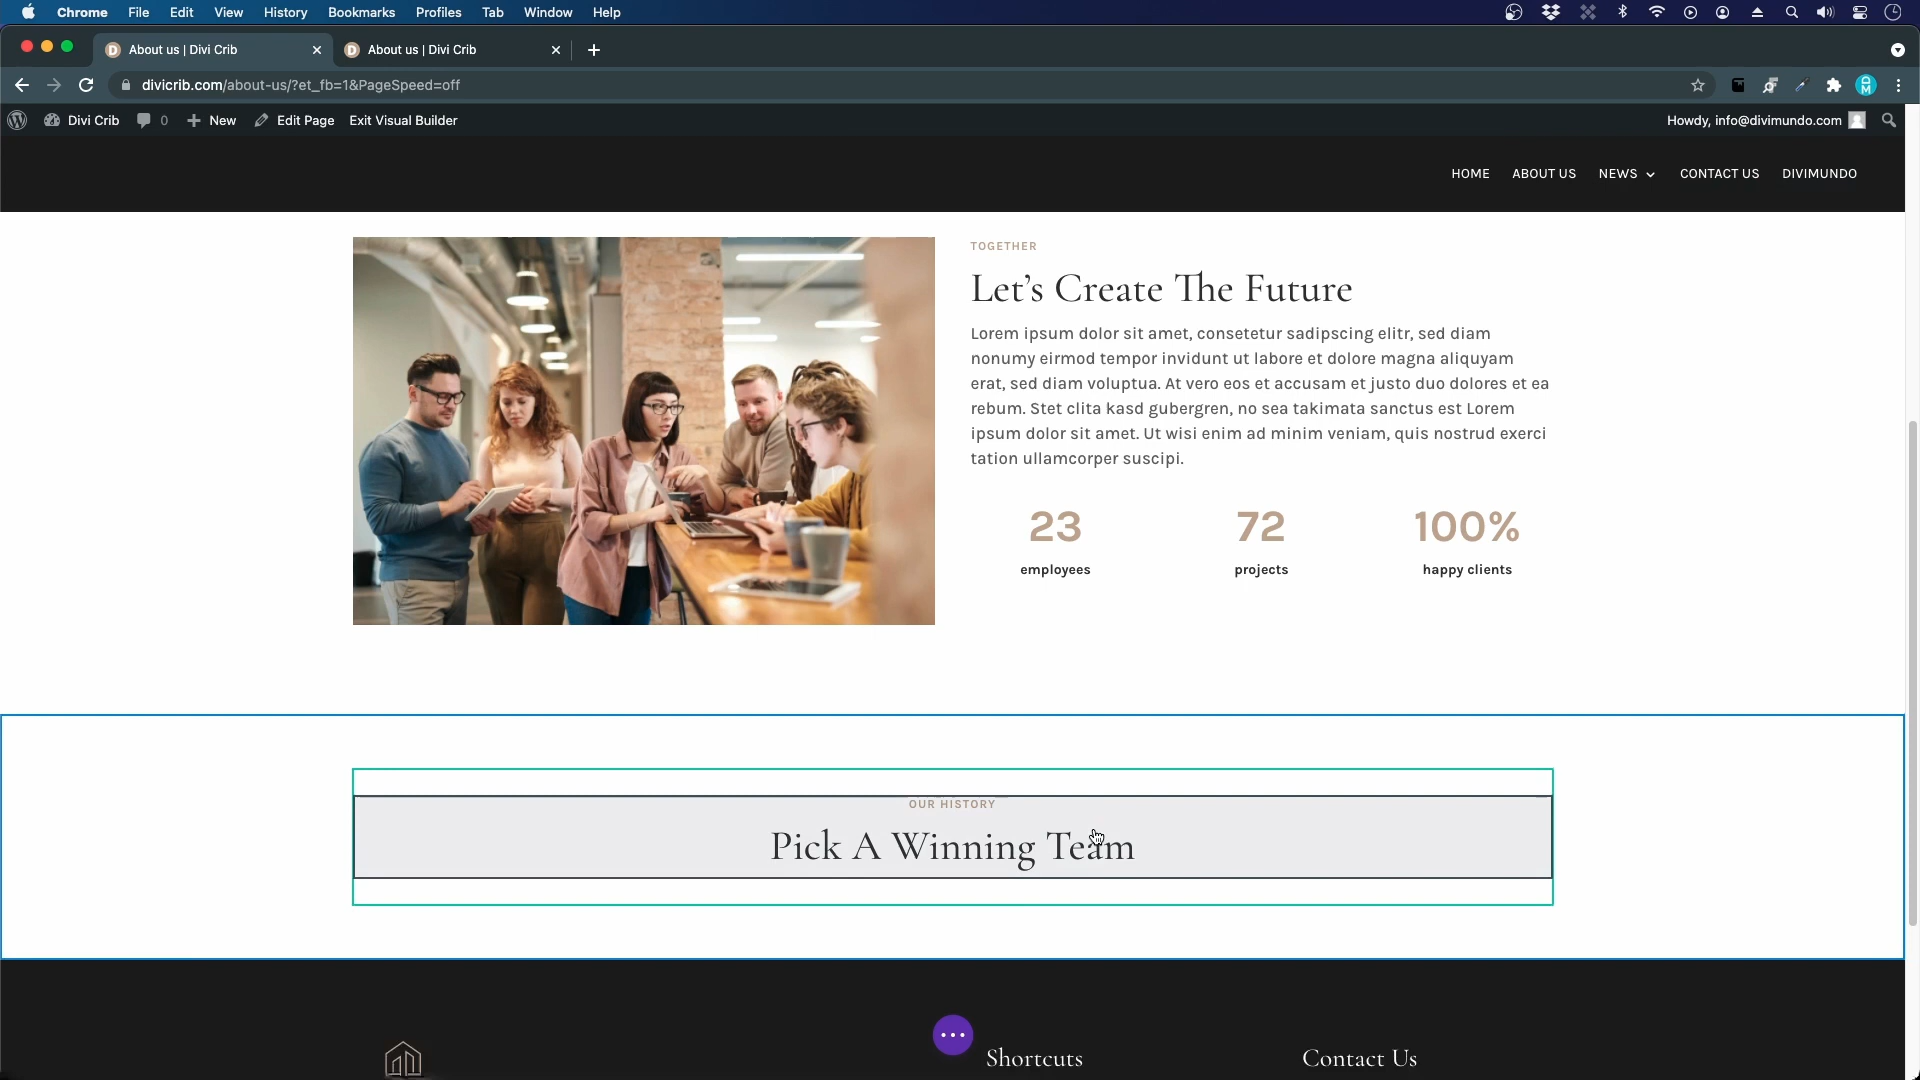 Chrome File Edit View History Bookmarks Profiles Tab Window Help
About us | Divi Crib
About us | Divi Crib
divicrib.com/about-us/?et_fb=1&PageSpeed=off
Divi Crib 0 New Edit Page Exit Visual Builder Howdy, info@divimundo.com
HOME ABOUT US NEWS CONTACT US DIVIMUNDO
TOGETHER
Let's Create The Future
Lorem ipsum dolor sit amet, consetetur sadipscing elitr, sed diam
nonumy eirmod tempor invidunt ut labore et dolore magna aliquyam
erat, sed diam voluptua. At vero eos et accusam et justo duo dolores et ea
rebum. Stet clita kasd gubergren, no sea takimata sanctus est Lorem
ipsum dolor sit amet. Ut wisi enim ad minim veniam, quis nostrud exerci
tation ullamcorper suscipi.
23 72 100%
employees projects happy clients
OUR HISTORY
Pick A Winning Team
Shortcuts Contact Us